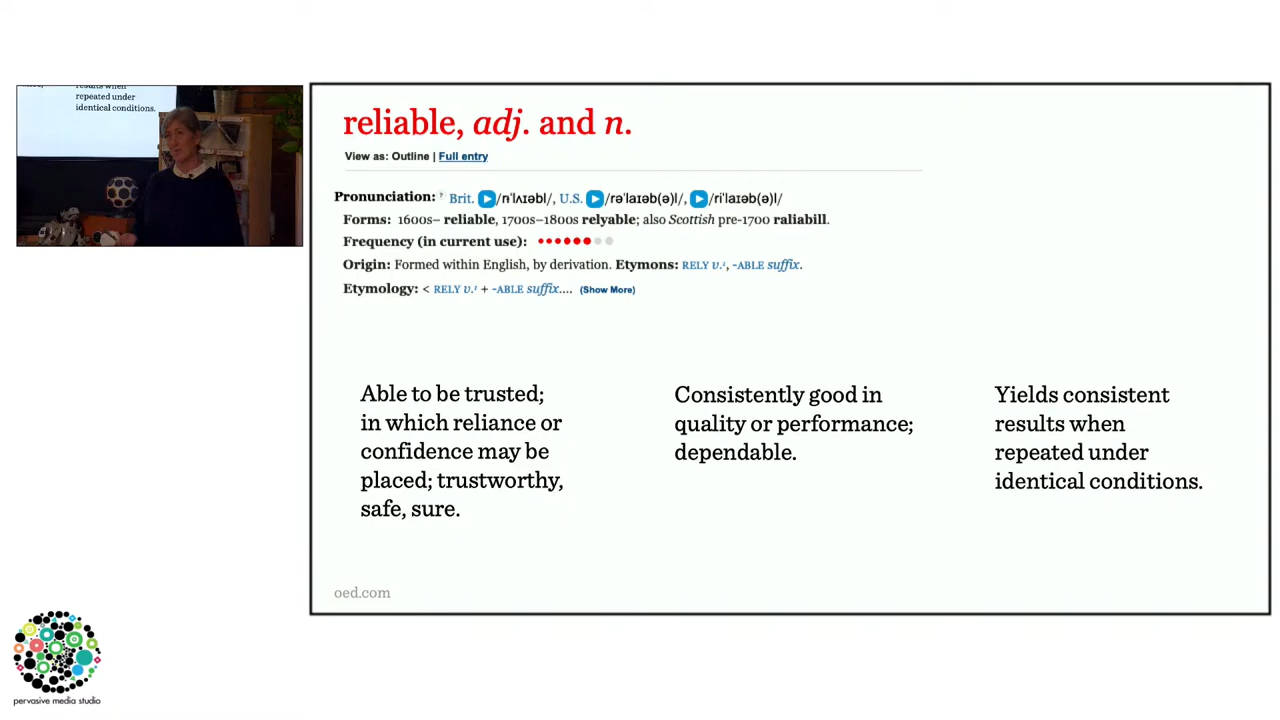 results when
repeated under
identical conditions.
reliable, adj. and n.
View as: Outline | Full entry
Pronunciation: ? Brit. /rɪˈlʌɪəbl/, U.S. /rəˈlaɪəb(ə)l/, /riˈlaɪəb(ə)l/
Forms: 1600s– reliable, 1700s–1800s relyable; also Scottish pre-1700 raliabill.
Frequency (in current use):
Origin: Formed within English, by derivation. Etymons: RELY v.¹, -ABLE suffix.
Etymology: < RELY v.¹ + -ABLE suffix.... (Show More)
Able to be trusted;
in which reliance or
confidence may be
placed; trustworthy,
safe, sure.
Consistently good in
quality or performance;
dependable.
Yields consistent
results when
repeated under
identical conditions.
oed.com
pervasive media studio